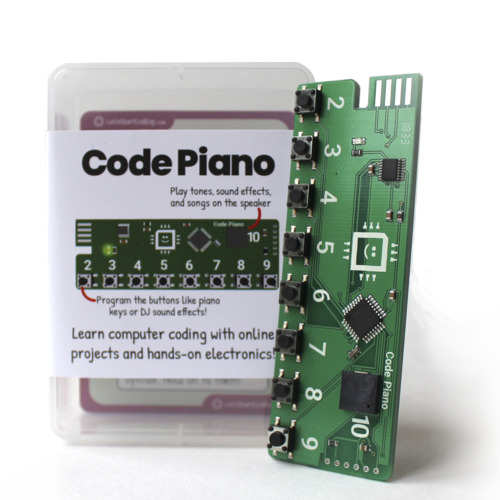 LetsStartCoding.com
Code Piano
Play tones, sound effects,
and songs on the speaker
Code Piano
10
2 3 4 5 6 7 8 9
Program the buttons like piano
keys or DJ sound effects!
Learn computer coding with online
projects and hands-on electronics!
2
3
4
5
6
7
8
9
Code Piano
10